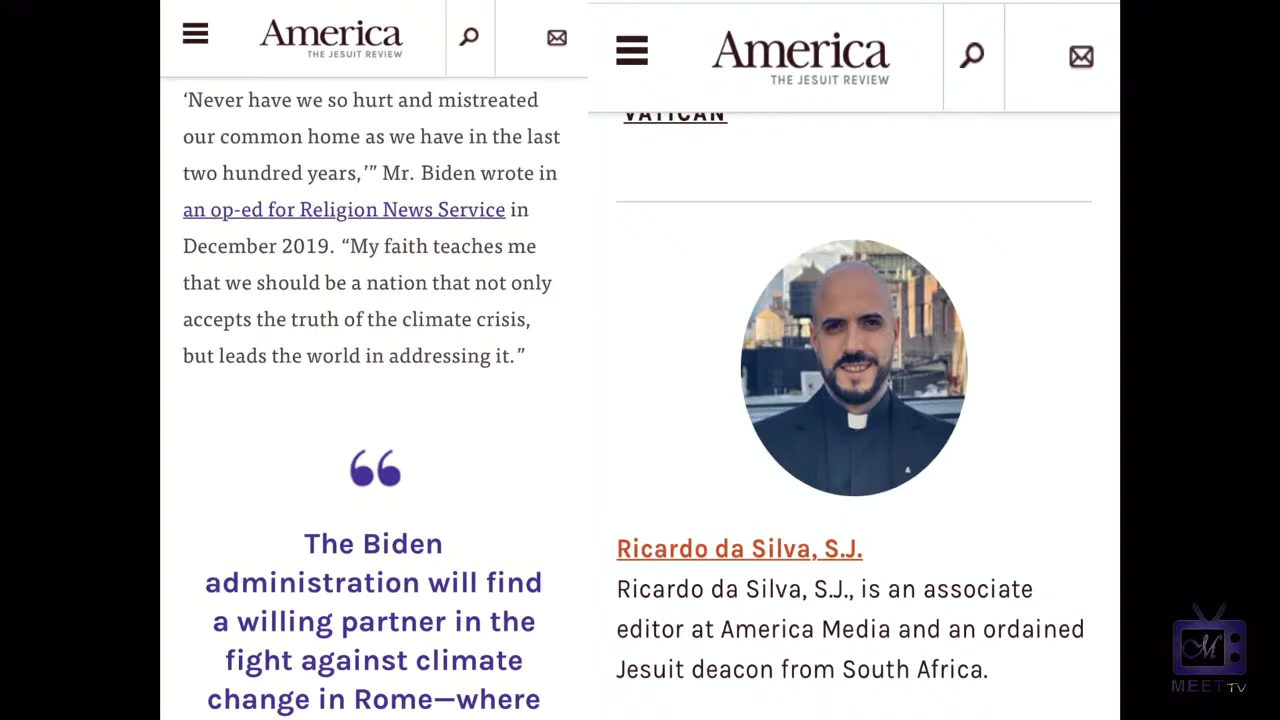 America
THE JESUIT REVIEW
‘Never have we so hurt and mistreated
our common home as we have in the last
two hundred years,’” Mr. Biden wrote in
an op-ed for Religion News Service in
December 2019. “My faith teaches me
that we should be a nation that not only
accepts the truth of the climate crisis,
but leads the world in addressing it.”
“
The Biden
administration will find
a willing partner in the
fight against climate
change in Rome—where
America
THE JESUIT REVIEW
VATICAN
Ricardo da Silva, S.J.
Ricardo da Silva, S.J., is an associate
editor at America Media and an ordained
Jesuit deacon from South Africa.
M
MEET TV